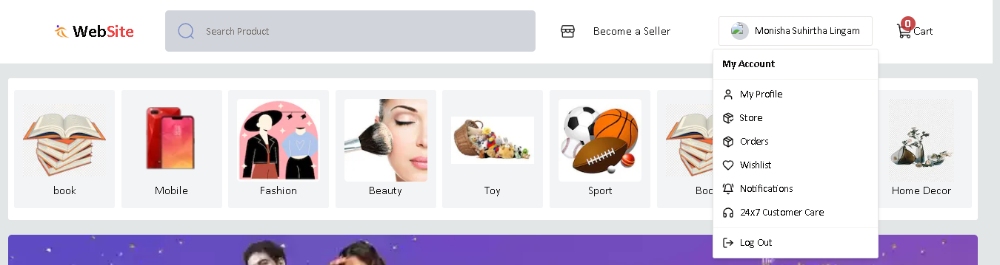 WebSite
Search Product
Become a Seller
Monisha Suhirtha Lingam
0
Cart
My Account
My Profile
Store
Orders
Wishlist
Notifications
24x7 Customer Care
Log Out
book
Mobile
Fashion
Beauty
Toy
Sport
Home Decor